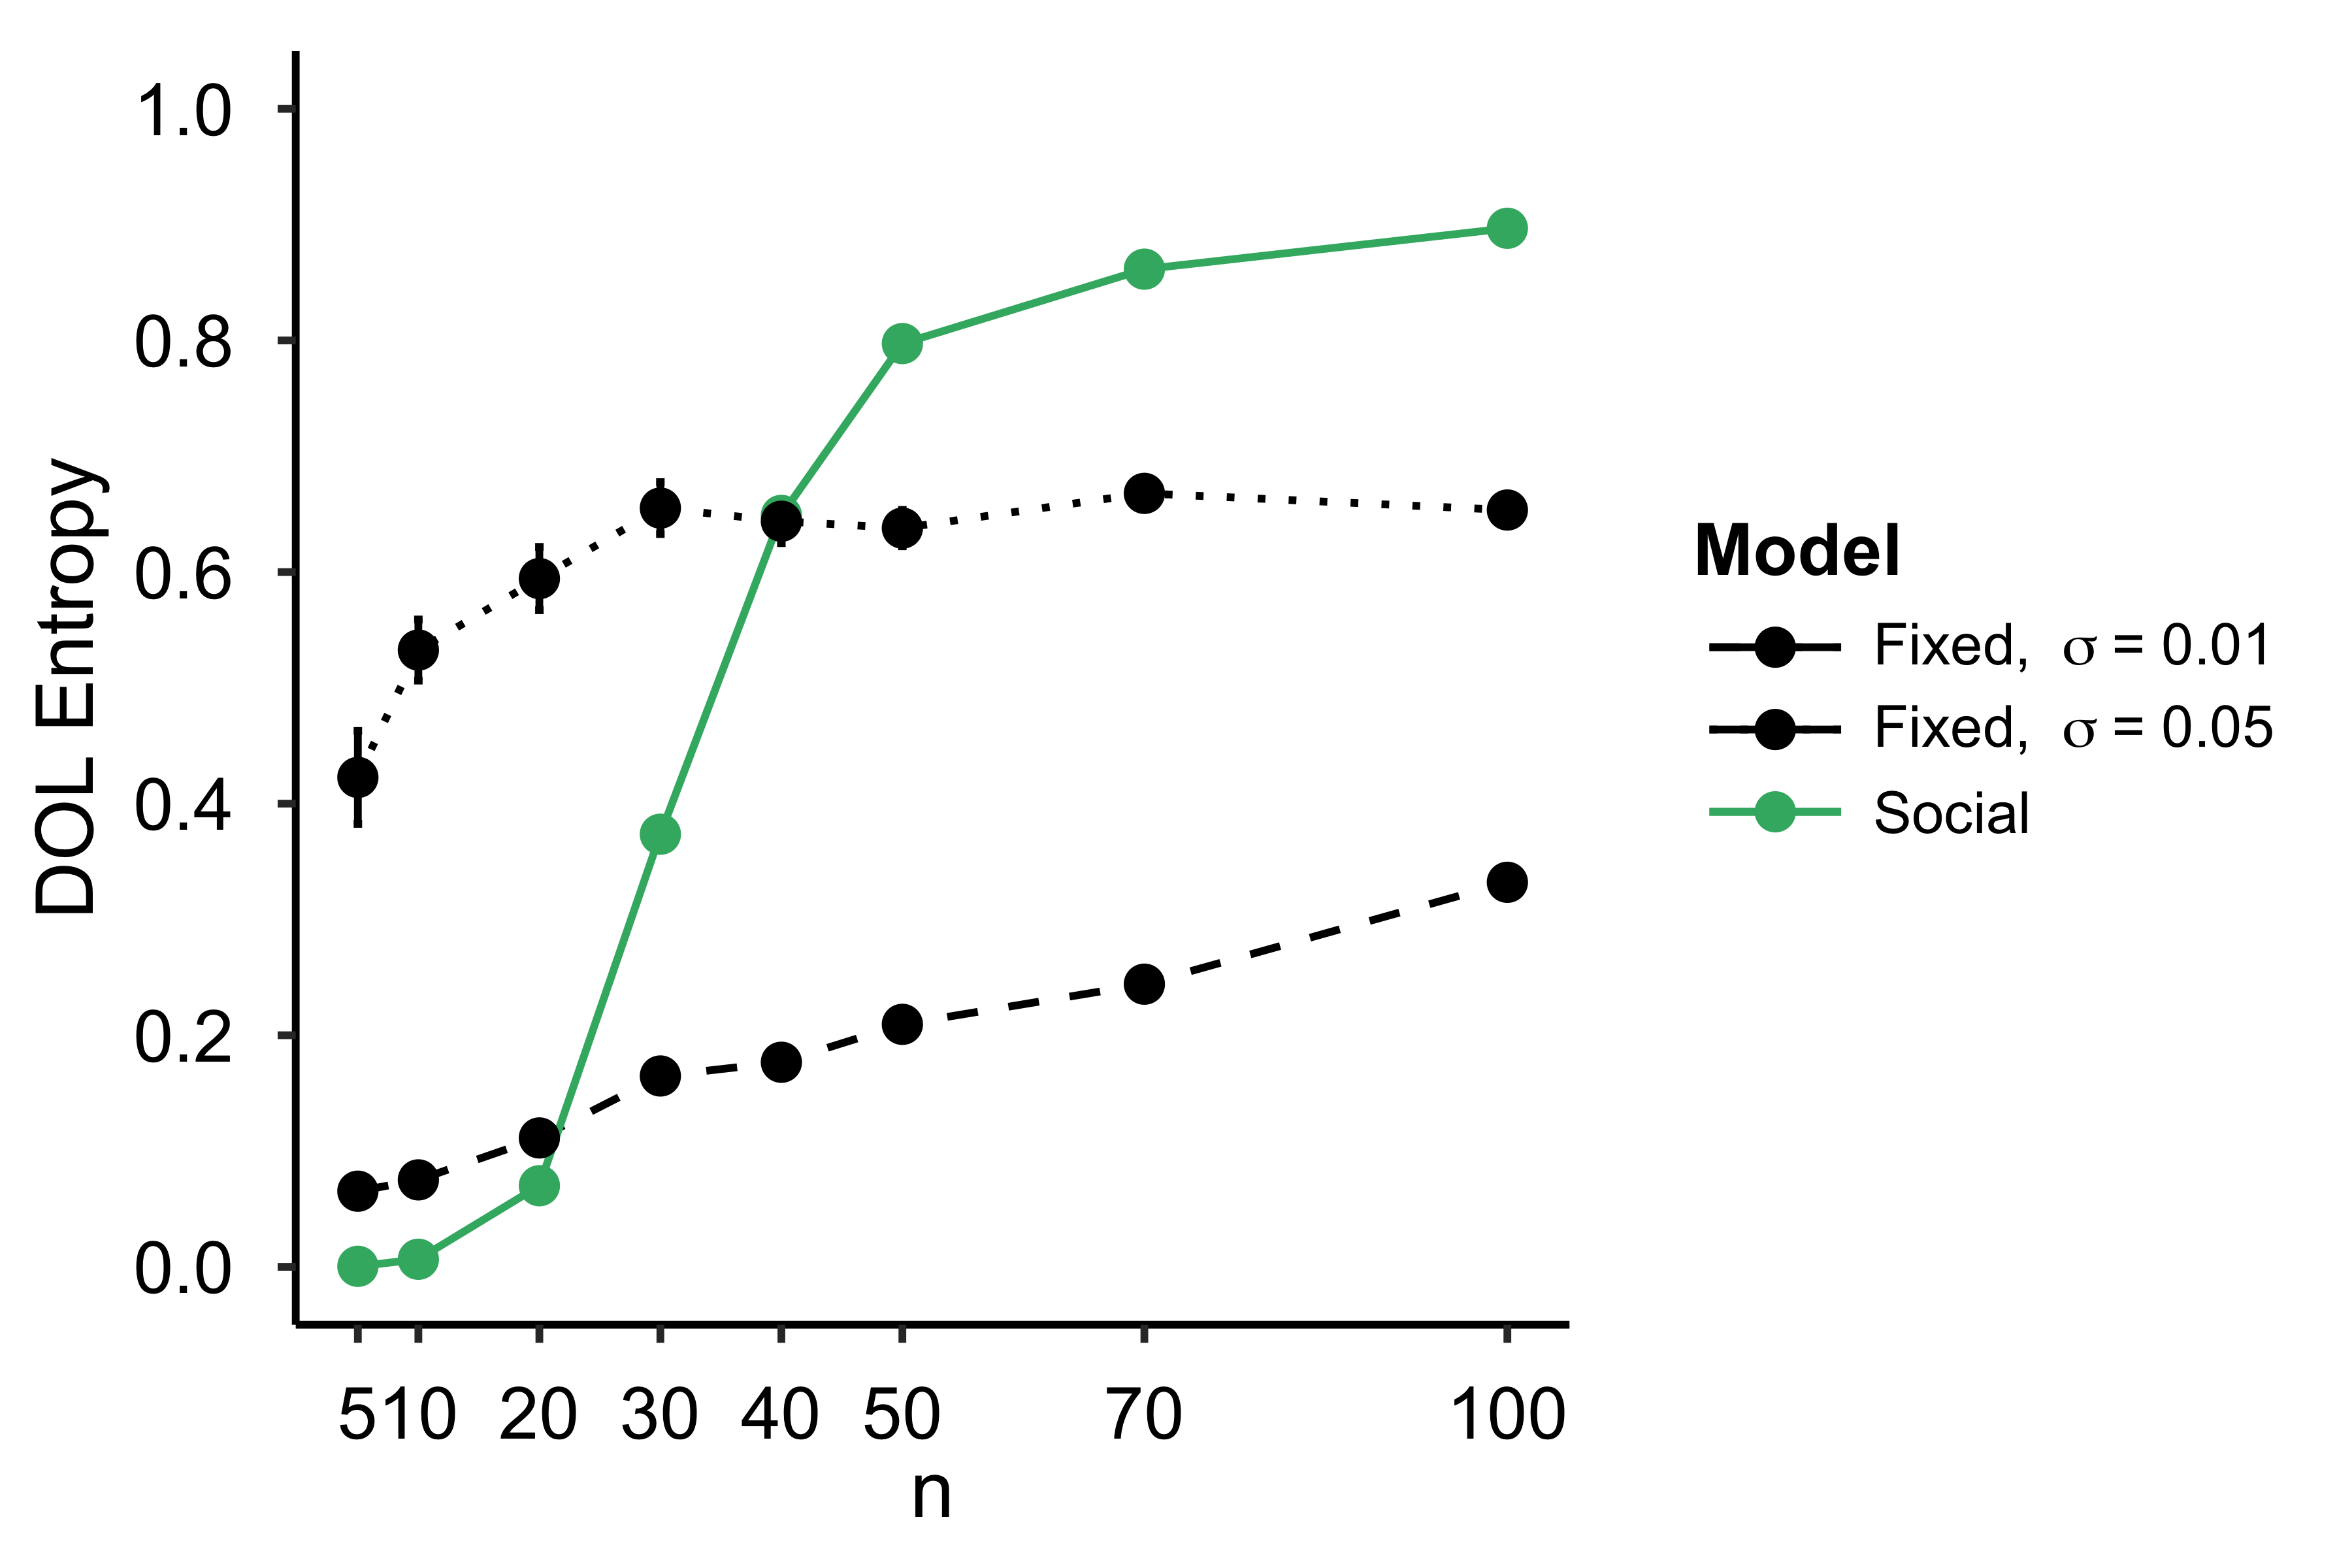 1.0
0.8
0.6
0.4
0.2
0.0
DOL Entropy
5 10 20 30 40 50 70 100
n
Model
Fixed, σ = 0.01
Fixed, σ = 0.05
Social